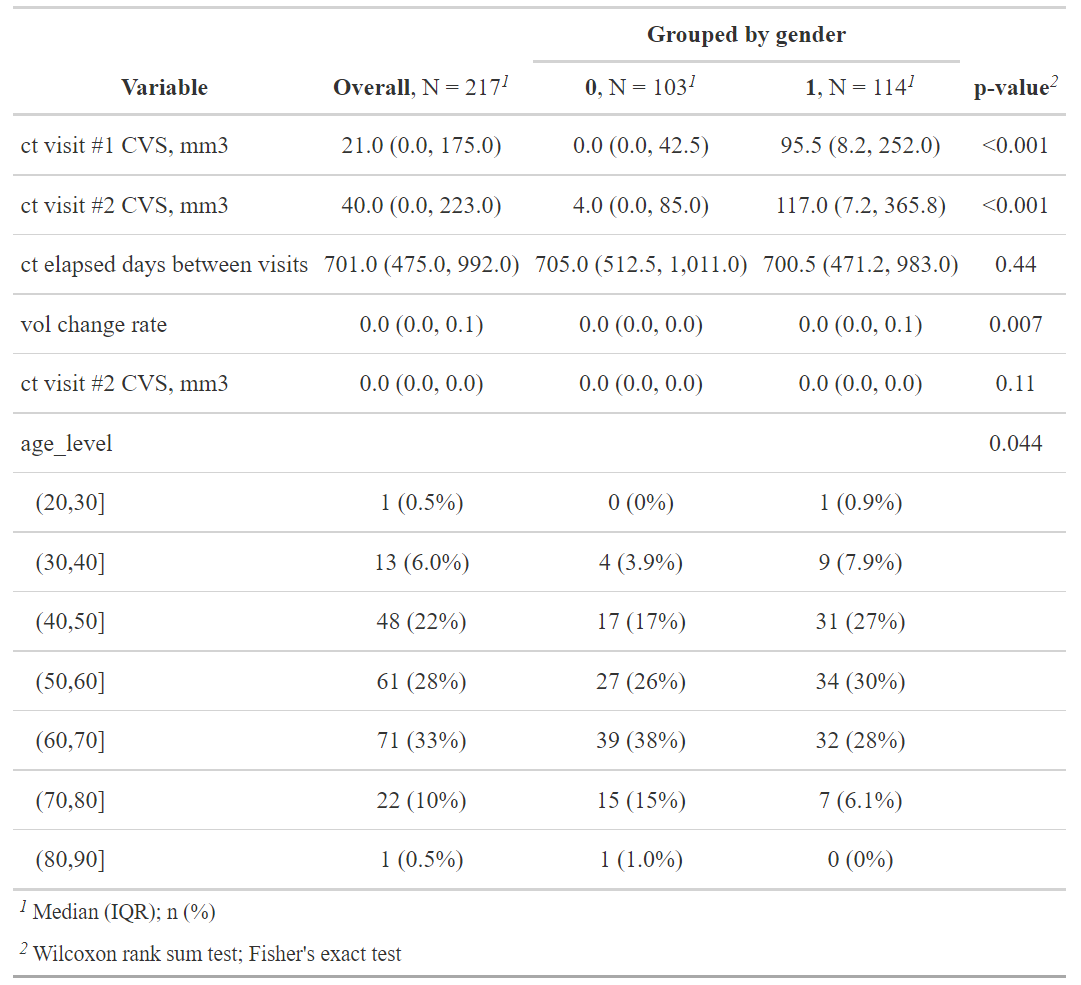 Grouped by gender
Variable Overall, N = 217¹ 0, N = 103¹ 1, N = 114¹ p-value²
ct visit #1 CVS, mm3 21.0 (0.0, 175.0) 0.0 (0.0, 42.5) 95.5 (8.2, 252.0) <0.001
ct visit #2 CVS, mm3 40.0 (0.0, 223.0) 4.0 (0.0, 85.0) 117.0 (7.2, 365.8) <0.001
ct elapsed days between visits 701.0 (475.0, 992.0) 705.0 (512.5, 1,011.0) 700.5 (471.2, 983.0) 0.44
vol change rate 0.0 (0.0, 0.1) 0.0 (0.0, 0.0) 0.0 (0.0, 0.1) 0.007
ct visit #2 CVS, mm3 0.0 (0.0, 0.0) 0.0 (0.0, 0.0) 0.0 (0.0, 0.0) 0.11
age_level 0.044
(20,30] 1 (0.5%) 0 (0%) 1 (0.9%)
(30,40] 13 (6.0%) 4 (3.9%) 9 (7.9%)
(40,50] 48 (22%) 17 (17%) 31 (27%)
(50,60] 61 (28%) 27 (26%) 34 (30%)
(60,70] 71 (33%) 39 (38%) 32 (28%)
(70,80] 22 (10%) 15 (15%) 7 (6.1%)
(80,90] 1 (0.5%) 1 (1.0%) 0 (0%)
¹ Median (IQR); n (%)
² Wilcoxon rank sum test; Fisher's exact test